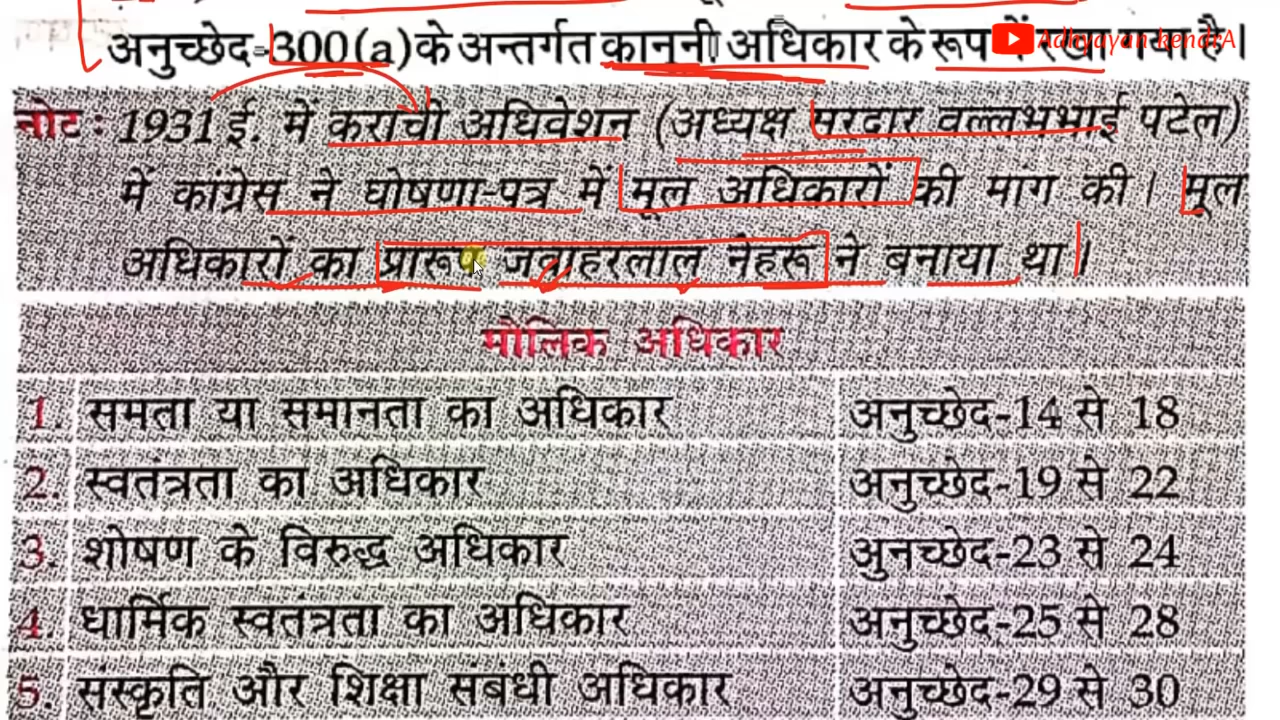 अनुच्छेद-300(a) के अन्तर्गत कानूनी अधिकार के रूप में रखा गया है।
Adhyayan kendrA
नोट : 1931 ई. में करांची अधिवेशन (अध्यक्ष सरदार वल्लभभाई पटेल)
में कांग्रेस ने घोषणा-पत्र में मूल अधिकारों की मांग की। मूल
अधिकारों का प्रारूप जवाहरलाल नेहरू ने बनाया था।
मौलिक अधिकार
1. समता या समानता का अधिकार अनुच्छेद-14 से 18
2. स्वतंत्रता का अधिकार अनुच्छेद-19 से 22
3. शोषण के विरुद्ध अधिकार अुनच्छेद-23 से 24
4. धार्मिक स्वतंत्रता का अधिकार अनुच्छेद-25 से 28
5. संस्कृति और शिक्षा संबंधी अधिकार अनुच्छेद-29 से 30